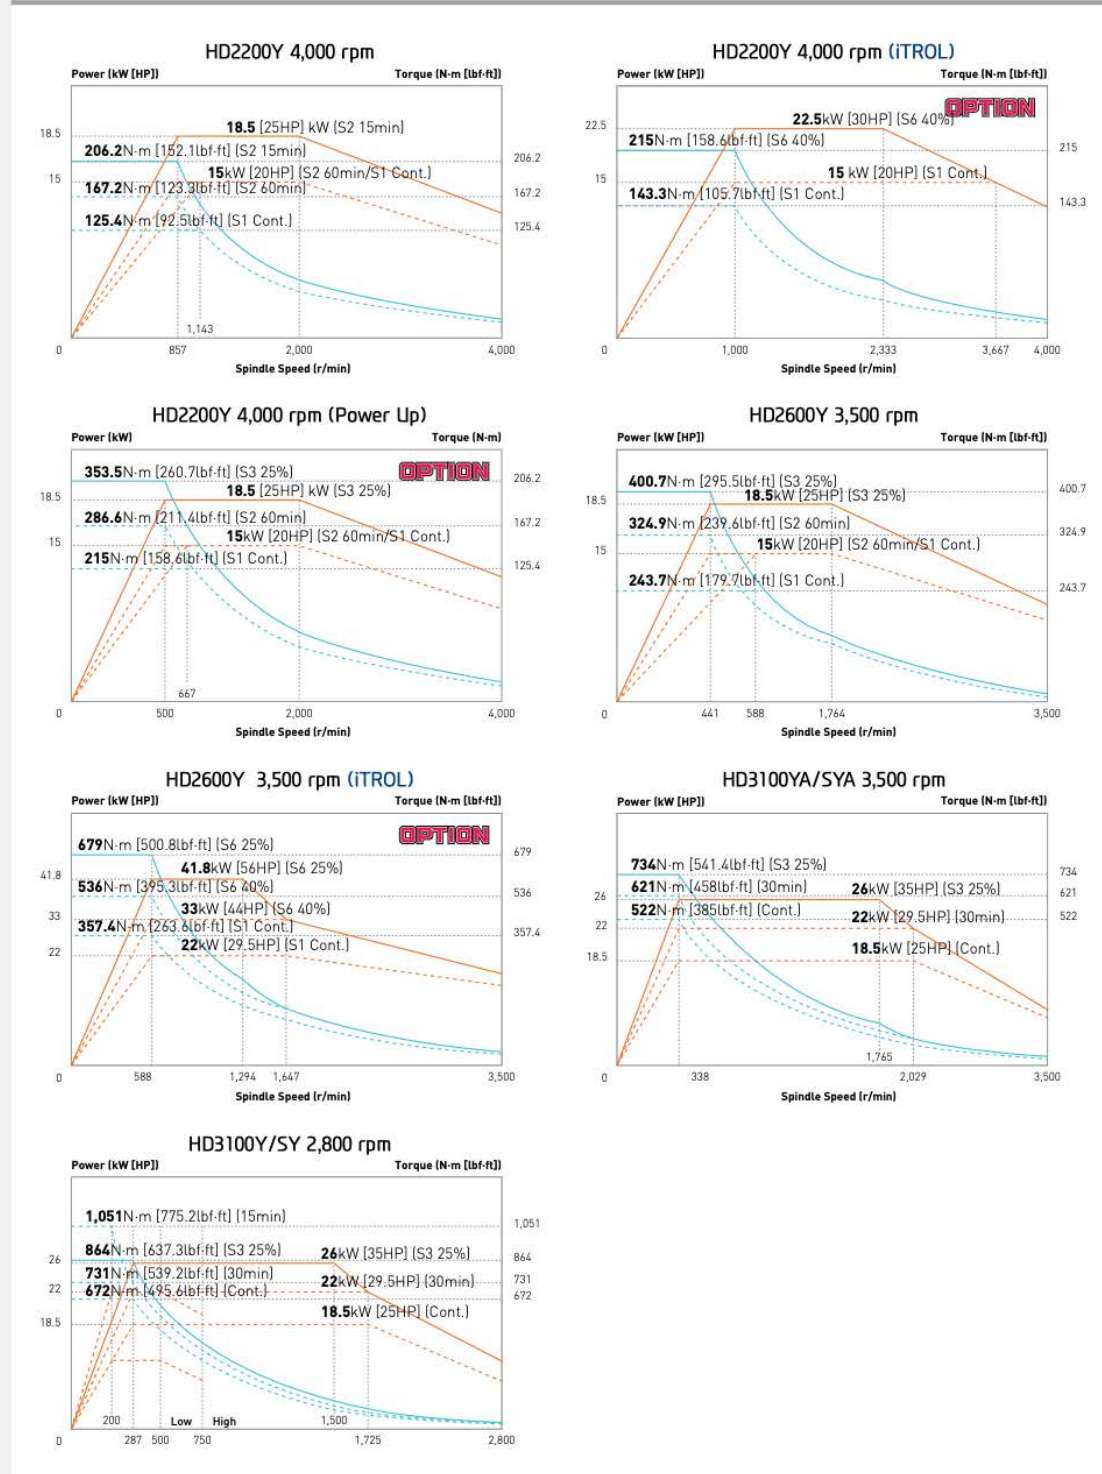 HD2200Y 4,000 rpm
Power (kW [HP])
Torque (N·m [lbf·ft])
18.5 [25HP] kW (S2 15min)
18.5
206.2N·m [152.1lbf·ft] (S2 15min)
206.2
15kW [20HP] (S2 60min/S1 Cont.)
15
167.2N·m [123.3lbf·ft] (S2 60min)
167.2
125.4N·m [92.5lbf·ft] (S1 Cont.)
125.4
1,143
0
857
2,000
4,000
Spindle Speed (r/min)
HD2200Y 4,000 rpm (iTROL)
Power (kW [HP])
Torque (N·m [lbf·ft])
OPTION
22.5kW [30HP] (S6 40%)
22.5
215N·m [158.6lbf·ft] (S6 40%)
215
15 kW [20HP] (S1 Cont.)
15
143.3N·m [105.7lbf·ft] (S1 Cont.)
143.3
0
1,000
2,333
3,667
4,000
Spindle Speed (r/min)
HD2200Y 4,000 rpm (Power Up)
Power (kW)
Torque (N·m)
353.5N·m [260.7lbf·ft] (S3 25%)
OPTION
206.2
18.5
18.5 [25HP] kW (S3 25%)
286.6N·m [211.4lbf·ft] (S2 60min)
167.2
15
15kW [20HP] (S2 60min/S1 Cont.)
215N·m [158.6lbf·ft] (S1 Cont.)
125.4
667
0
500
2,000
4,000
Spindle Speed (r/min)
HD2600Y 3,500 rpm
Power (kW [HP])
Torque (N·m [lbf·ft])
400.7N·m [295.5lbf·ft] (S3 25%)
400.7
18.5
18.5kW [25HP] (S3 25%)
324.9N·m [239.6lbf·ft] (S2 60min)
324.9
15
15kW [20HP] (S2 60min/S1 Cont.)
243.7N·m [179.7lbf·ft] (S1 Cont.)
243.7
0
441
588
1,764
3,500
Spindle Speed (r/min)
HD2600Y 3,500 rpm (iTROL)
Power (kW [HP])
Torque (N·m [lbf·ft])
OPTION
679N·m [500.8lbf·ft] (S6 25%)
679
41.8
41.8kW [56HP] (S6 25%)
536N·m [395.3lbf·ft] (S6 40%)
536
33
33kW [44HP] (S6 40%)
357.4N·m [263.6lbf·ft] (S1 Cont.)
357.4
22
22kW [29.5HP] (S1 Cont.)
0
588
1,294
1,647
3,500
Spindle Speed (r/min)
HD3100YA/SYA 3,500 rpm
Power (kW [HP])
Torque (N·m [lbf·ft])
734N·m [541.4lbf·ft] (S3 25%)
734
621N·m [458lbf·ft] (30min)
26kW [35HP] (S3 25%)
621
26
522N·m [385lbf·ft] (Cont.)
22kW [29.5HP] (30min)
522
22
18.5kW [25HP] (Cont.)
18.5
1,765
0
338
2,029
3,500
Spindle Speed (r/min)
HD3100Y/SY 2,800 rpm
Power (kW [HP])
Torque (N·m [lbf·ft])
1,051N·m [775.2lbf·ft] (15min)
1,051
864N·m [637.3lbf·ft] (S3 25%)
26kW [35HP] (S3 25%)
26
864
731N·m [539.2lbf·ft] (30min)
22kW [29.5HP] (30min)
731
22
672N·m [495.6lbf·ft] (Cont.)
672
18.5kW [25HP] (Cont.)
18.5
200
Low
High
1,500
0
287
500
750
1,725
2,800
Spindle Speed (r/min)